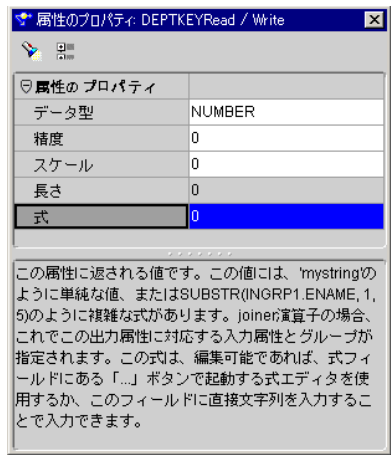 属性のプロパティ: DEPTKEYRead / Write
属性のプロパティ
データ型 NUMBER
精度 0
スケール 0
長さ 0
式 0
この属性に返される値です。この値には、'mystring'の
ように単純な値、またはSUBSTR(INGRP1.ENAME, 1,
5)のように複雑な式があります。joiner演算子の場合、
これでこの出力属性に対応する入力属性とグループが
指定されます。この式は、編集可能であれば、式フィ
ールドにある「...」ボタンで起動する式エディタを使
用するか、このフィールドに直接文字列を入力するこ
とで入力できます。